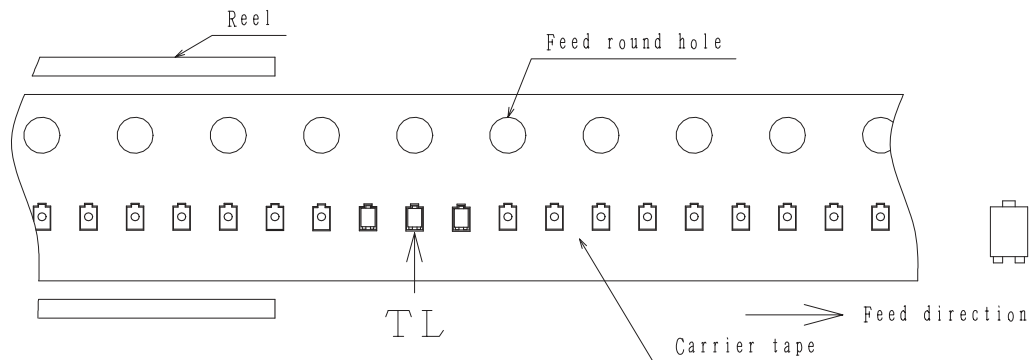 Reel
Feed round hole
TL
Feed direction
Carrier tape